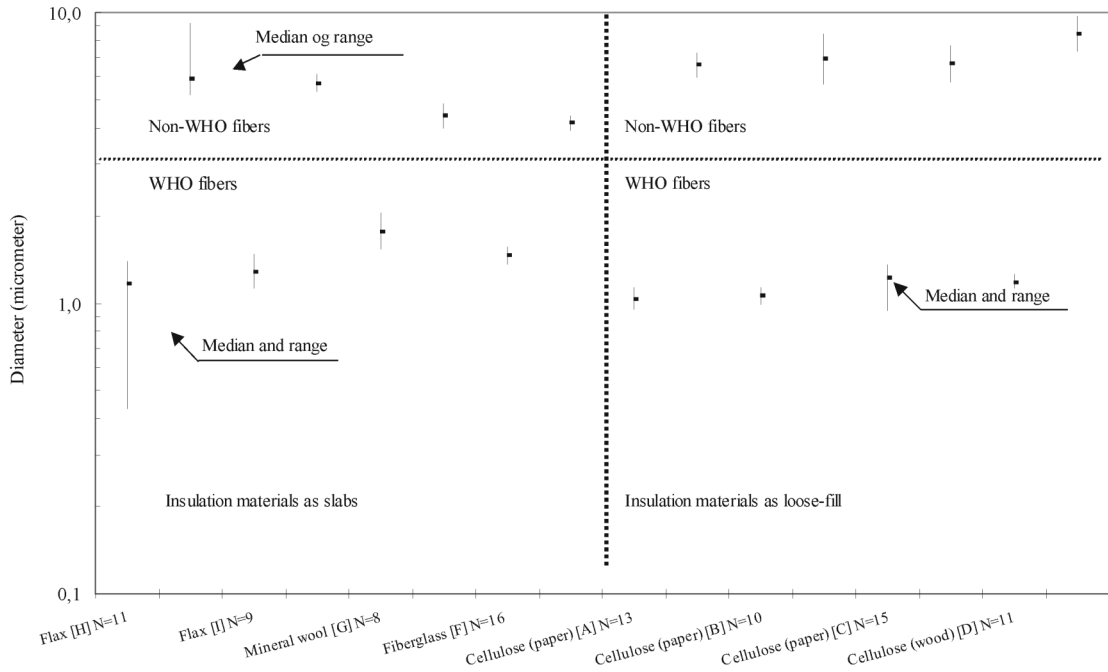 10,0
Median og range
Non-WHO fibers
Non-WHO fibers
WHO fibers
WHO fibers
Diameter (micrometer)
1,0
Median and range
Median and range
Insulation materials as slabs
Insulation materials as loose-fill
0,1
Flax [H] N=11
Flax [I] N=9
Mineral wool [G] N=8
Fiberglass [F] N=16
Cellulose (paper) [A] N=13
Cellulose (paper) [B] N=10
Cellulose (paper) [C] N=15
Cellulose (wood) [D] N=11